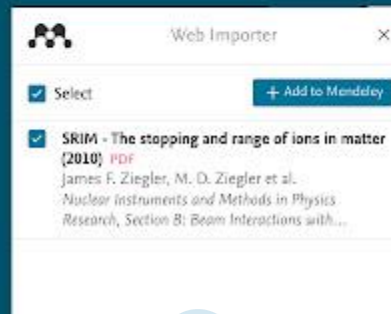 Web Importer
Select
+ Add to Mendeley
SRIM - The stopping and range of ions in matter
(2010) PDF
James F. Ziegler, M. D. Ziegler et al.
Nuclear Instruments and Methods in Physics
Research, Section B: Beam Interactions with...